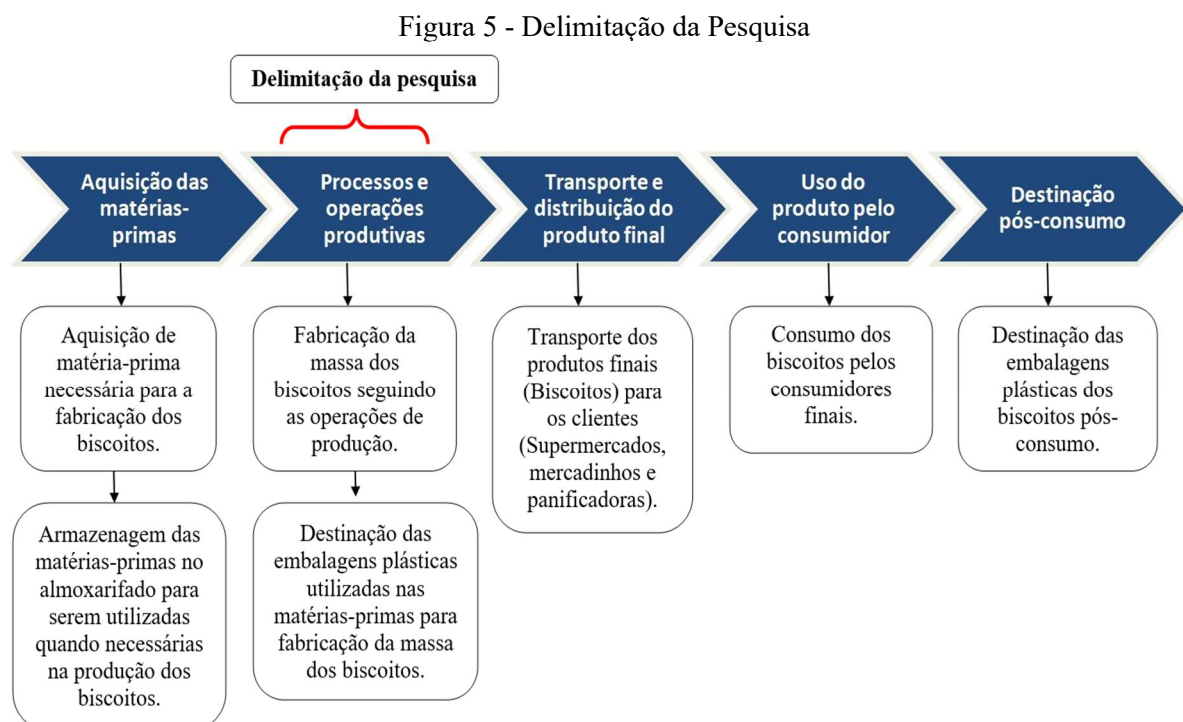 Figura 5 - Delimitação da Pesquisa
Delimitação da pesquisa
Aquisição das
matérias-
primas
Processos e
operações
produtivas
Transporte e
distribuição do
produto final
Uso do
produto pelo
consumidor
Destinação
pós-consumo
Aquisição de
matéria-prima
necessária para a
fabricação dos
biscoitos.
Fabricação da
massa dos
biscoitos seguindo
as operações de
produção.
Transporte dos
produtos finais
(Biscoitos) para
os clientes
(Supermercados,
mercadinhos e
panificadoras).
Consumo dos
biscoitos pelos
consumidores
finais.
Destinação das
embalagens
plásticas dos
biscoitos pós-
consumo.
Armazenagem das
matérias-primas no
almoxarifado para
serem utilizadas
quando necessárias
na produção dos
biscoitos.
Destinação das
embalagens plásticas
utilizadas nas
matérias-primas para
fabricação da massa
dos biscoitos.